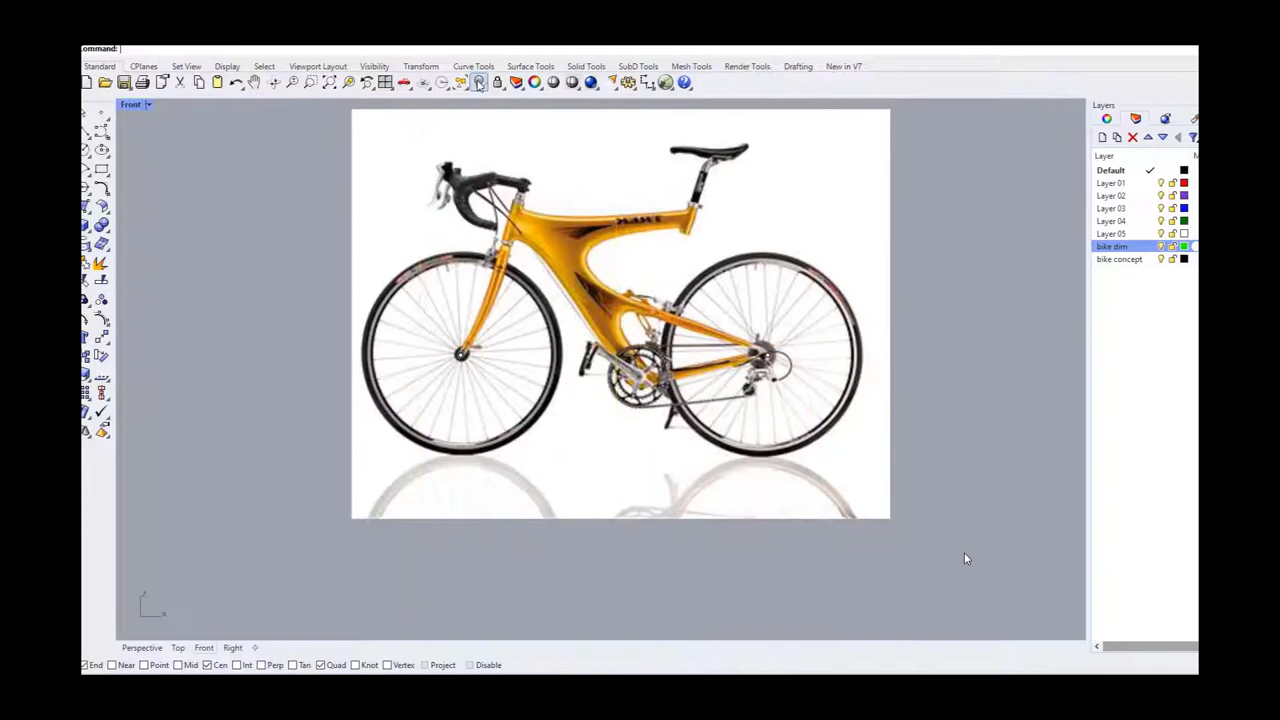 ommand:
Standard CPlanes Set View Display Select Viewport Layout Visibility Transform Curve Tools Surface Tools Solid Tools SubD Tools Mesh Tools Render Tools Drafting New in V7
Front
Layers
Layer M
Default
Layer 01
Layer 02
Layer 03
Layer 04
Layer 05
bike dim
bike concept
z
x
Perspective Top Front Right
End Near Point Mid Cen Int Perp Tan Quad Knot Vertex Project Disable